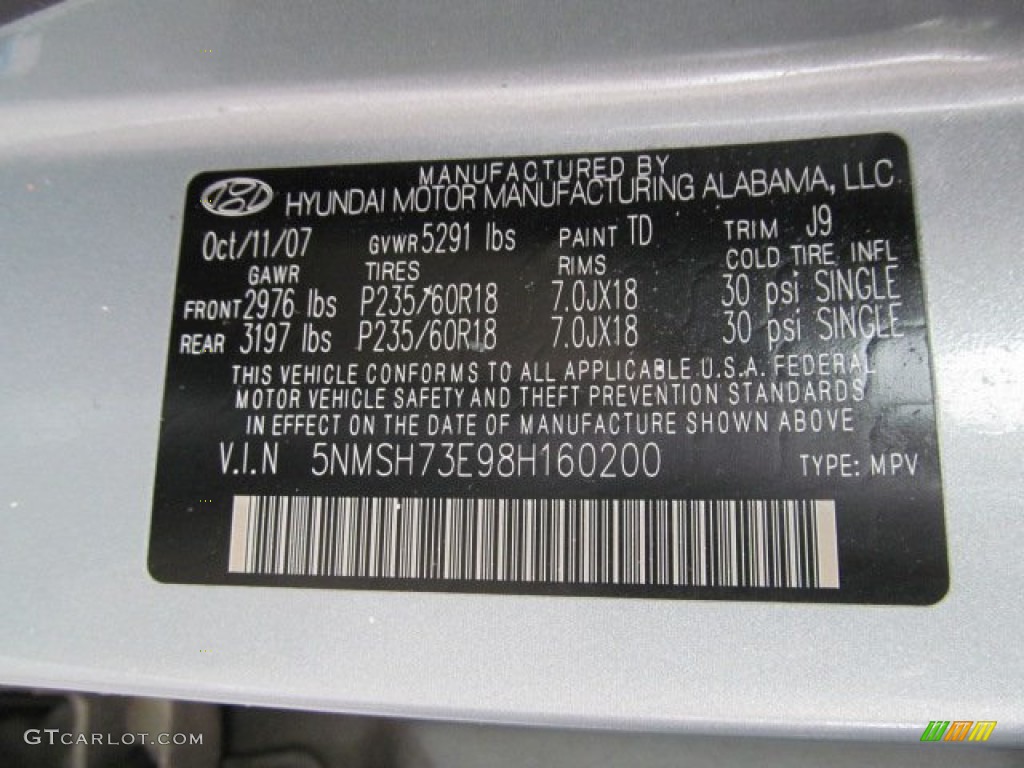 MANUFACTURED BY
HYUNDAI MOTOR MANUFACTURING ALABAMA, LLC
Oct/11/07 GVWR 5291 lbs PAINT TD TRIM J9
GAWR TIRES RIMS COLD TIRE INFL
FRONT 2976 lbs P235/60R18 7.0JX18 30 psi SINGLE
REAR 3197 lbs P235/60R18 7.0JX18 30 psi SINGLE
THIS VEHICLE CONFORMS TO ALL APPLICABLE U.S.A. FEDERAL
MOTOR VEHICLE SAFETY AND THEFT PREVENTION STANDARDS
IN EFFECT ON THE DATE OF MANUFACTURE SHOWN ABOVE
V.I.N 5NMSH73E98H160200 TYPE: MPV
GTCARLOT.COM